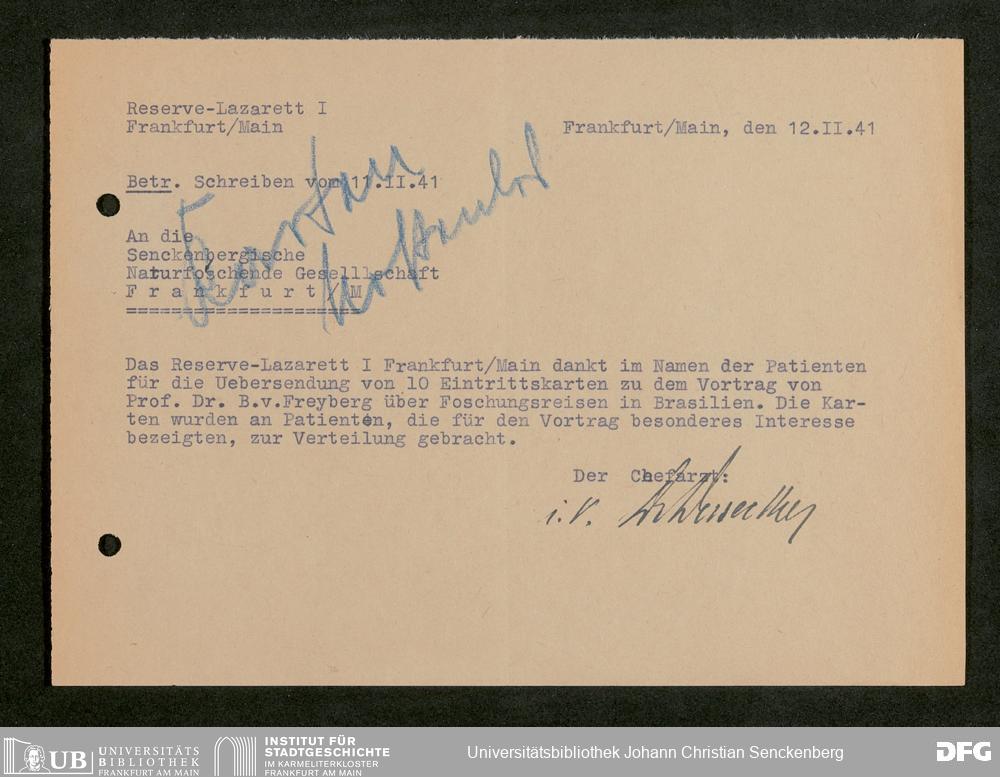 Reserve-Lazarett I
Frankfurt/Main
Frankfurt/Main, den 12.II.41
Betr. Schreiben vom 11.II.41
Karten
kostenlos
An die
Senckenbergische
Naturfoschende Geselllschaft
F r a n k f u r t / M
======================
Das Reserve-Lazarett I Frankfurt/Main dankt im Namen der Patienten
für die Uebersendung von 10 Eintrittskarten zu dem Vortrag von
Prof. Dr. B.v.Freyberg über Foschungsreisen in Brasilien. Die Kar-
ten wurden an Patienten, die für den Vortrag besonderes Interesse
bezeigten, zur Verteilung gebracht.
Der Chefarzt:
i.V.
UB UNIVERSITÄTS
BIBLIOTHEK
FRANKFURT AM MAIN
INSTITUT FÜR
STADTGESCHICHTE
IM KARMELITERKLOSTER
FRANKFURT AM MAIN
Universitätsbibliothek Johann Christian Senckenberg
DFG